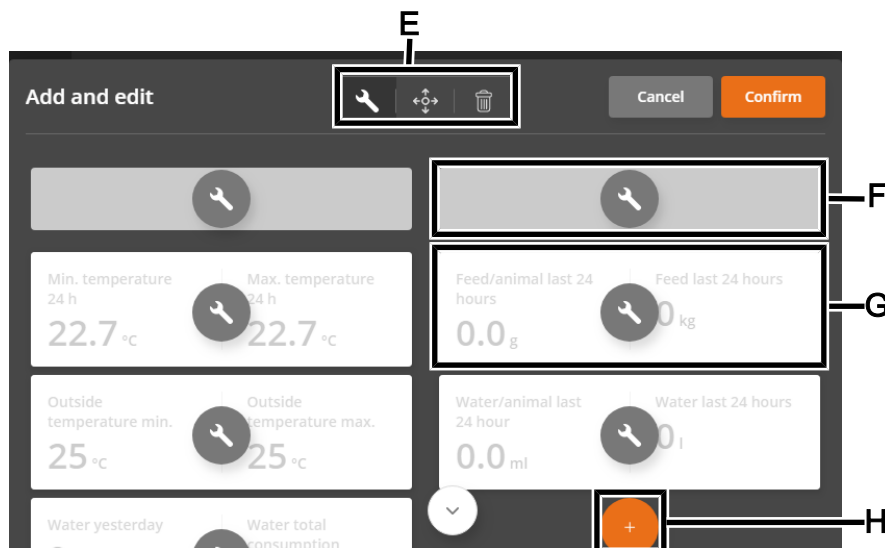 E
Add and edit
Cancel
Confirm
F
Min. temperature
24 h
22.7 °C
Max. temperature
24 h
22.7 °C
Feed/animal last 24
hours
0.0 g
Feed last 24 hours
0 kg
G
Outside
temperature min.
25 °C
Outside
temperature max.
25 °C
Water/animal last
24 hour
0.0 ml
Water last 24 hours
0 l
Water yesterday
Water total
consumption
+
H